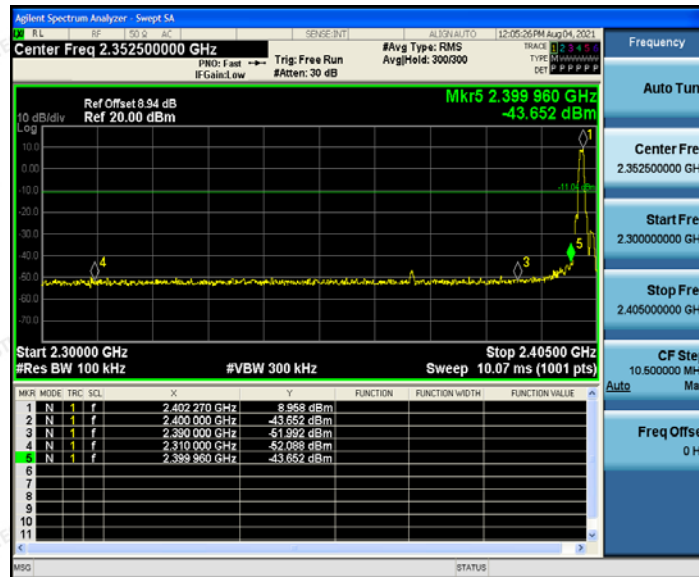 Agilent Spectrum Analyzer - Swept SA
RL RF 50 Ω AC SENSE:INT ALIGN AUTO 12:05:26 PM Aug 04, 2021
Center Freq 2.352500000 GHz
PNO: Fast
IFGain:Low
Trig: Free Run
#Atten: 30 dB
#Avg Type: RMS
Avg|Hold: 300/300
TRACE 1 2 3 4 5 6
TYPE M
DET P P P P P P
Frequency
Ref Offset 8.94 dB
Ref 20.00 dBm
10 dB/div
Log
Mkr5 2.399 960 GHz
-43.652 dBm
10.0
0.00
-10.0
-20.0
-30.0
-40.0
-50.0
-60.0
-70.0
-11.04 dBm
1
5
3
4
Start 2.30000 GHz
Stop 2.40500 GHz
#Res BW 100 kHz
#VBW 300 kHz
Sweep 10.07 ms (1001 pts)
MKR MODE TRC SCL X Y FUNCTION FUNCTION WIDTH FUNCTION VALUE
1 N 1 f 2.402 270 GHz 8.958 dBm
2 N 1 f 2.400 000 GHz -43.652 dBm
3 N 1 f 2.390 000 GHz -51.992 dBm
4 N 1 f 2.310 000 GHz -52.088 dBm
5 N 1 f 2.399 960 GHz -43.652 dBm
6
7
8
9
10
11
MSG STATUS
Auto Tun
Center Fre
2.352500000 GH
Start Fre
2.300000000 GH
Stop Fre
2.405000000 GH
CF Ste
10.500000 MH
Auto Ma
Freq Offse
0 H